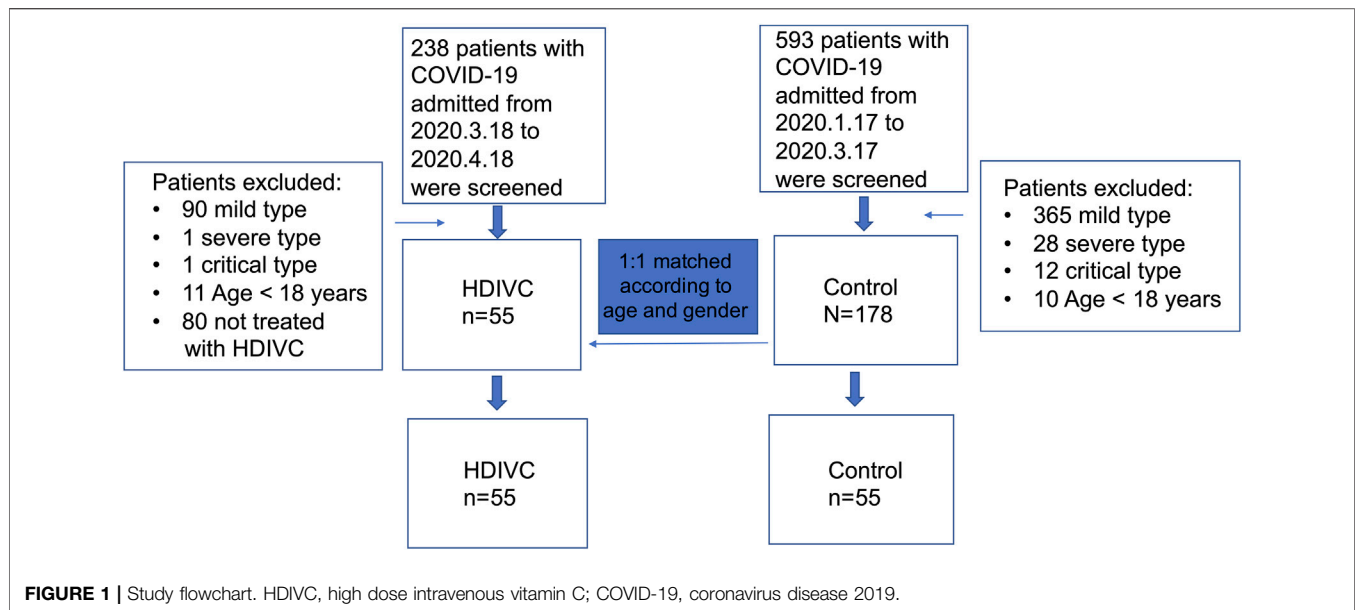 238 patients with
COVID-19
admitted from
2020.3.18 to
2020.4.18
were screened
593 patients with
COVID-19
admitted from
2020.1.17 to
2020.3.17
were screened
Patients excluded:
• 90 mild type
• 1 severe type
• 1 critical type
• 11 Age < 18 years
• 80 not treated
with HDIVC
Patients excluded:
• 365 mild type
• 28 severe type
• 12 critical type
• 10 Age < 18 years
HDIVC
n=55
1:1 matched
according to
age and gender
Control
N=178
HDIVC
n=55
Control
n=55
FIGURE 1 | Study flowchart. HDIVC, high dose intravenous vitamin C; COVID-19, coronavirus disease 2019.